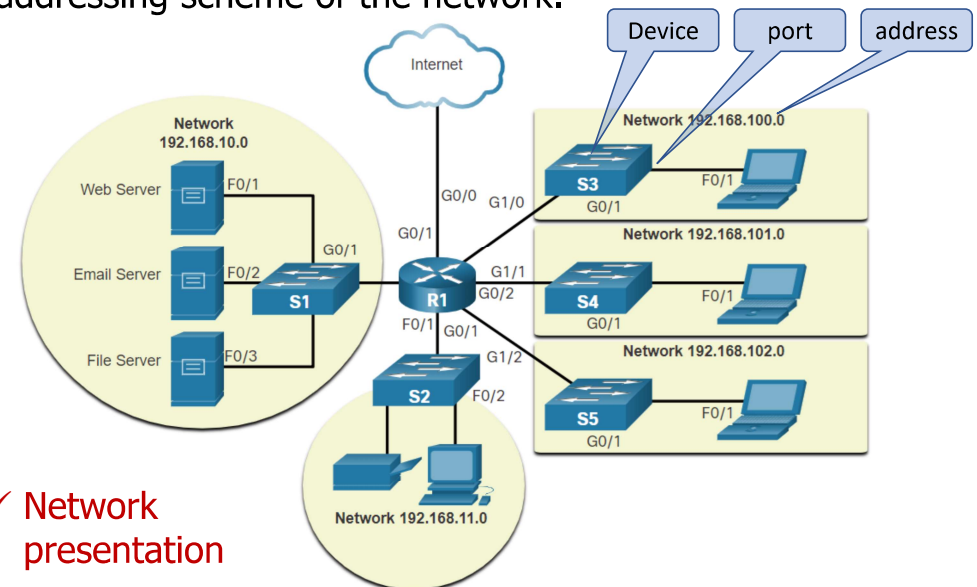 addressing scheme of the network.
Device
port
address
Internet
Network
192.168.10.0
Network 192.168.100.0
Web Server
F0/1
S3
F0/1
G0/0
G1/0
G0/1
G0/1
Network 192.168.101.0
G0/1
Email Server
F0/2
S1
R1
G1/1
G0/2
S4
F0/1
G0/1
F0/1
G0/1
File Server
F0/3
G1/2
Network 192.168.102.0
S2
F0/2
S5
F0/1
G0/1
Network 192.168.11.0
✓ Network
presentation